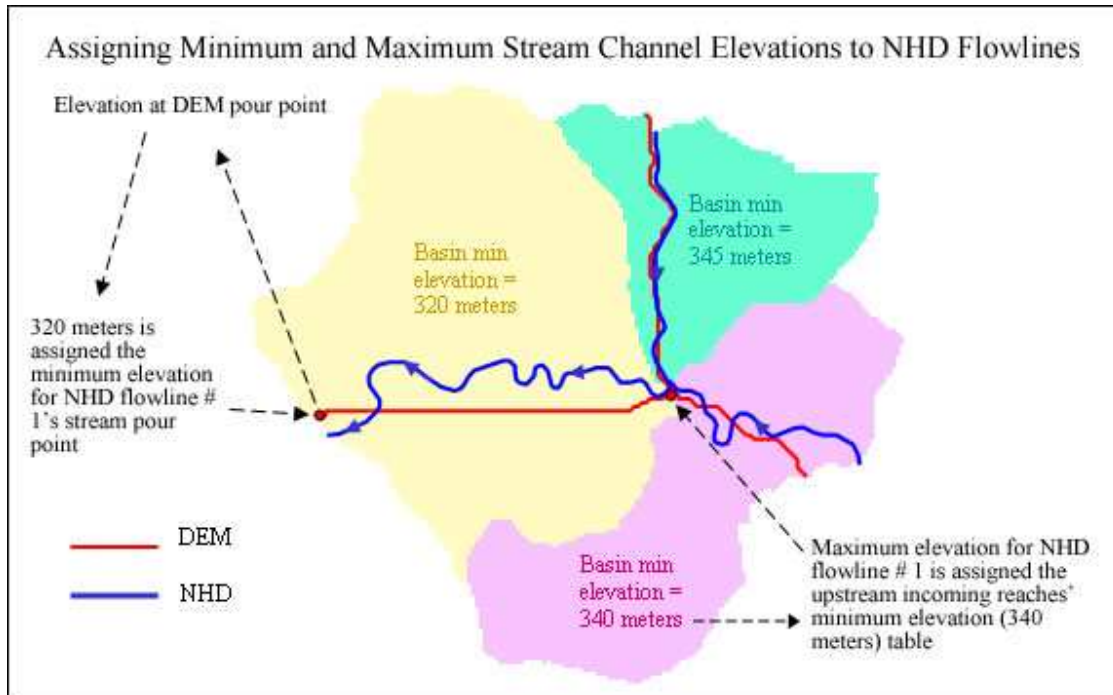 Assigning Minimum and Maximum Stream Channel Elevations to NHD Flowlines
Elevation at DEM pour point
Basin min
elevation =
345 meters
Basin min
elevation =
320 meters
320 meters is
assigned the
minimum elevation
for NHD flowline #
1's stream pour
point
DEM
NHD
Basin min
elevation =
340 meters
Maximum elevation for NHD
flowline # 1 is assigned the
upstream incoming reaches'
minimum elevation (340
meters) table